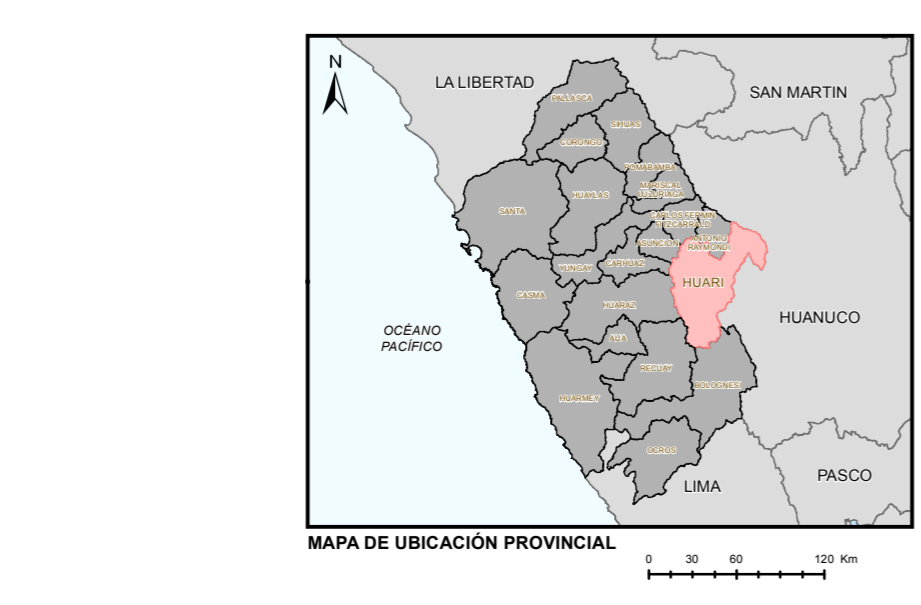 N
LA LIBERTAD
SAN MARTIN
PALLASCA
SIHUAS
CORONGO
POMABAMBA
MARISCAL
LUZURIAGA
HUAYLAS
SANTA
CARLOS FERMIN
FITZCARRALD
ANTONIO
RAYMONDI
ASUNCION
CARHUAZ
YUNGAY
HUARI
CASMA
HUARAZ
HUANUCO
OCÉANO
PACÍFICO
AIJA
RECUAY
BOLOGNESI
HUARMEY
OCROS
PASCO
LIMA
MAPA DE UBICACIÓN PROVINCIAL
0 30 60 120 Km